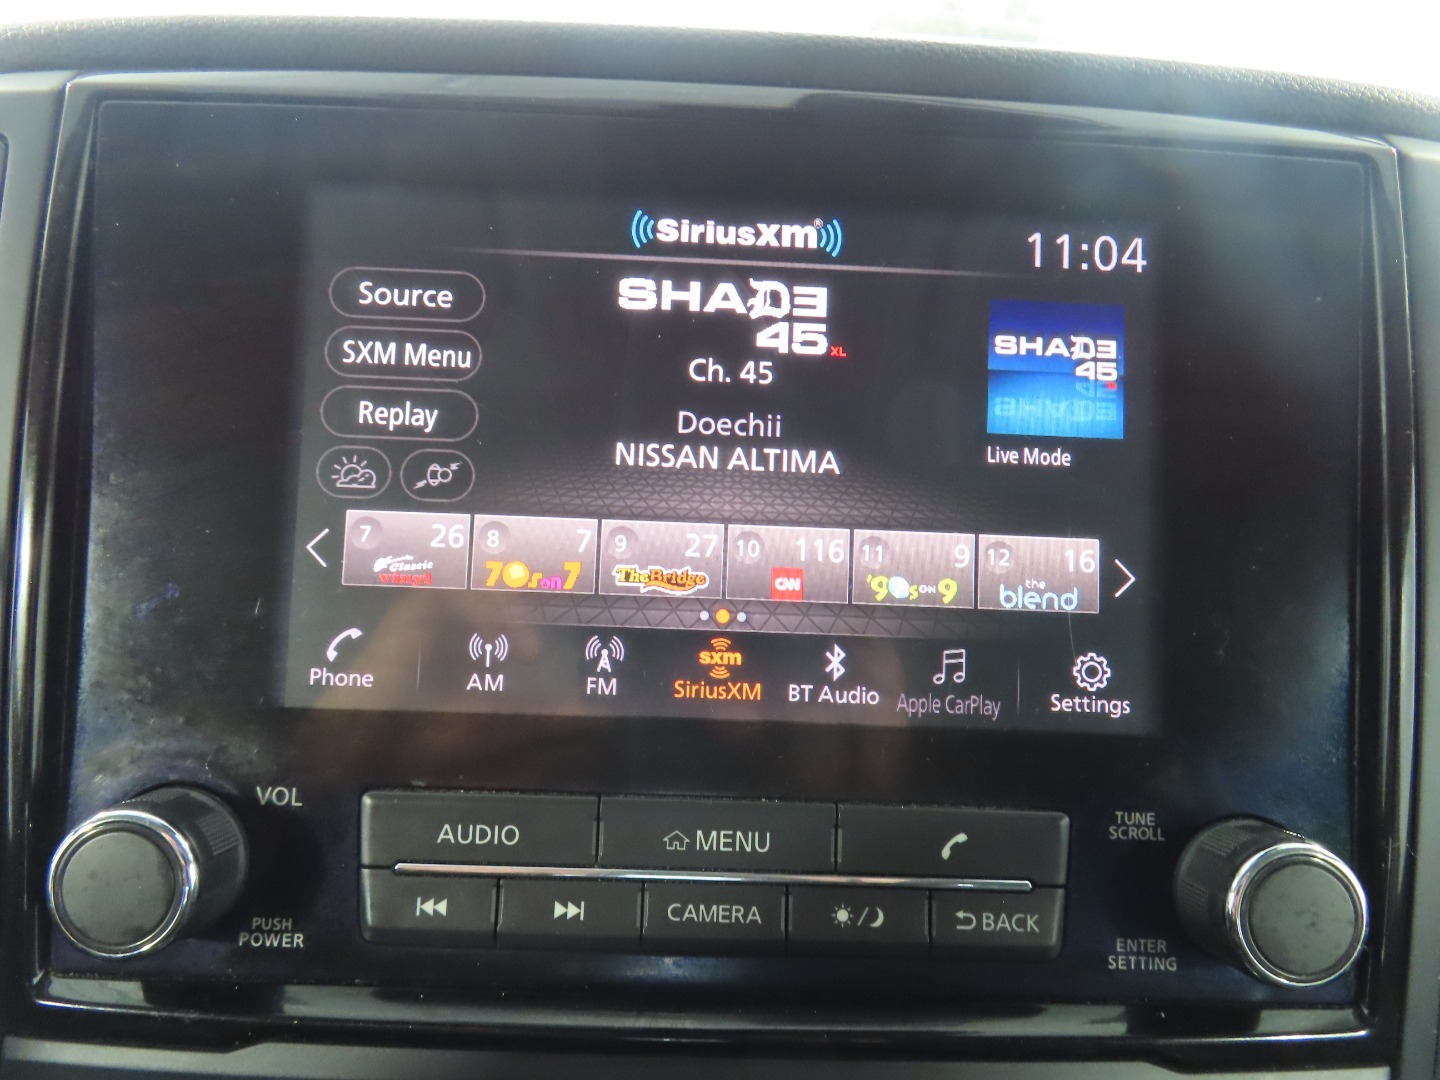 SiriusXM®
11:04
Source
SXM Menu
Replay
SHADE
45 XL
Ch. 45
Doechii
NISSAN ALTIMA
SHADE
45
Live Mode
7 26
Classic
Vinyl
8 7
70s on 7
9 27
The Bridge
10 116
CNN
11 9
'90s ON 9
12 16
the
blend
Phone
AM
FM
sxm
SiriusXM
BT Audio
Apple CarPlay
Settings
VOL
PUSH
POWER
AUDIO
MENU
CAMERA
BACK
TUNE
SCROLL
ENTER
SETTING